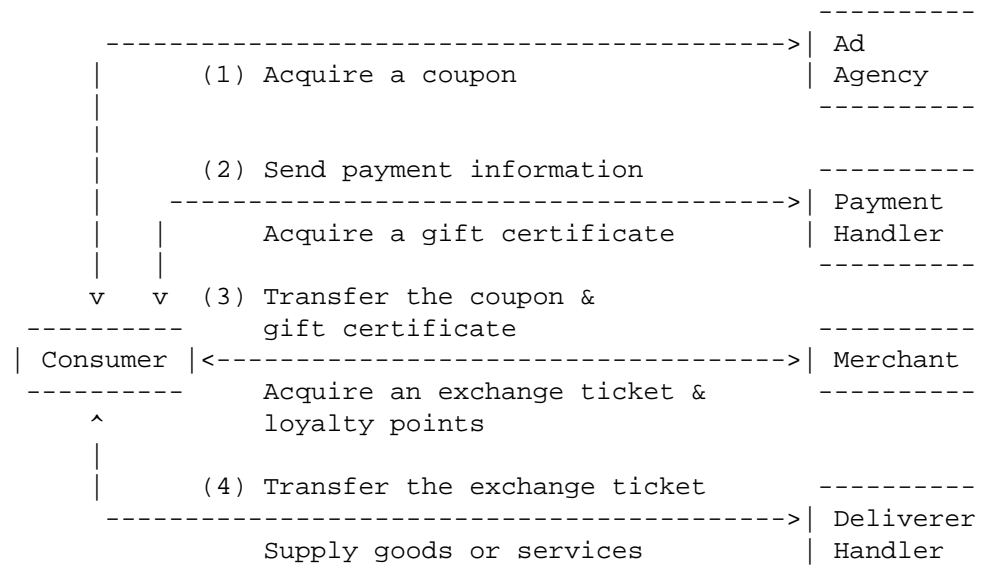 Ad
(1) Acquire a coupon Agency
(2) Send payment information
Payment
Acquire a gift certificate Handler
(3) Transfer the coupon &
gift certificate
Consumer Merchant
Acquire an exchange ticket &
loyalty points
(4) Transfer the exchange ticket
Deliverer
Supply goods or services Handler